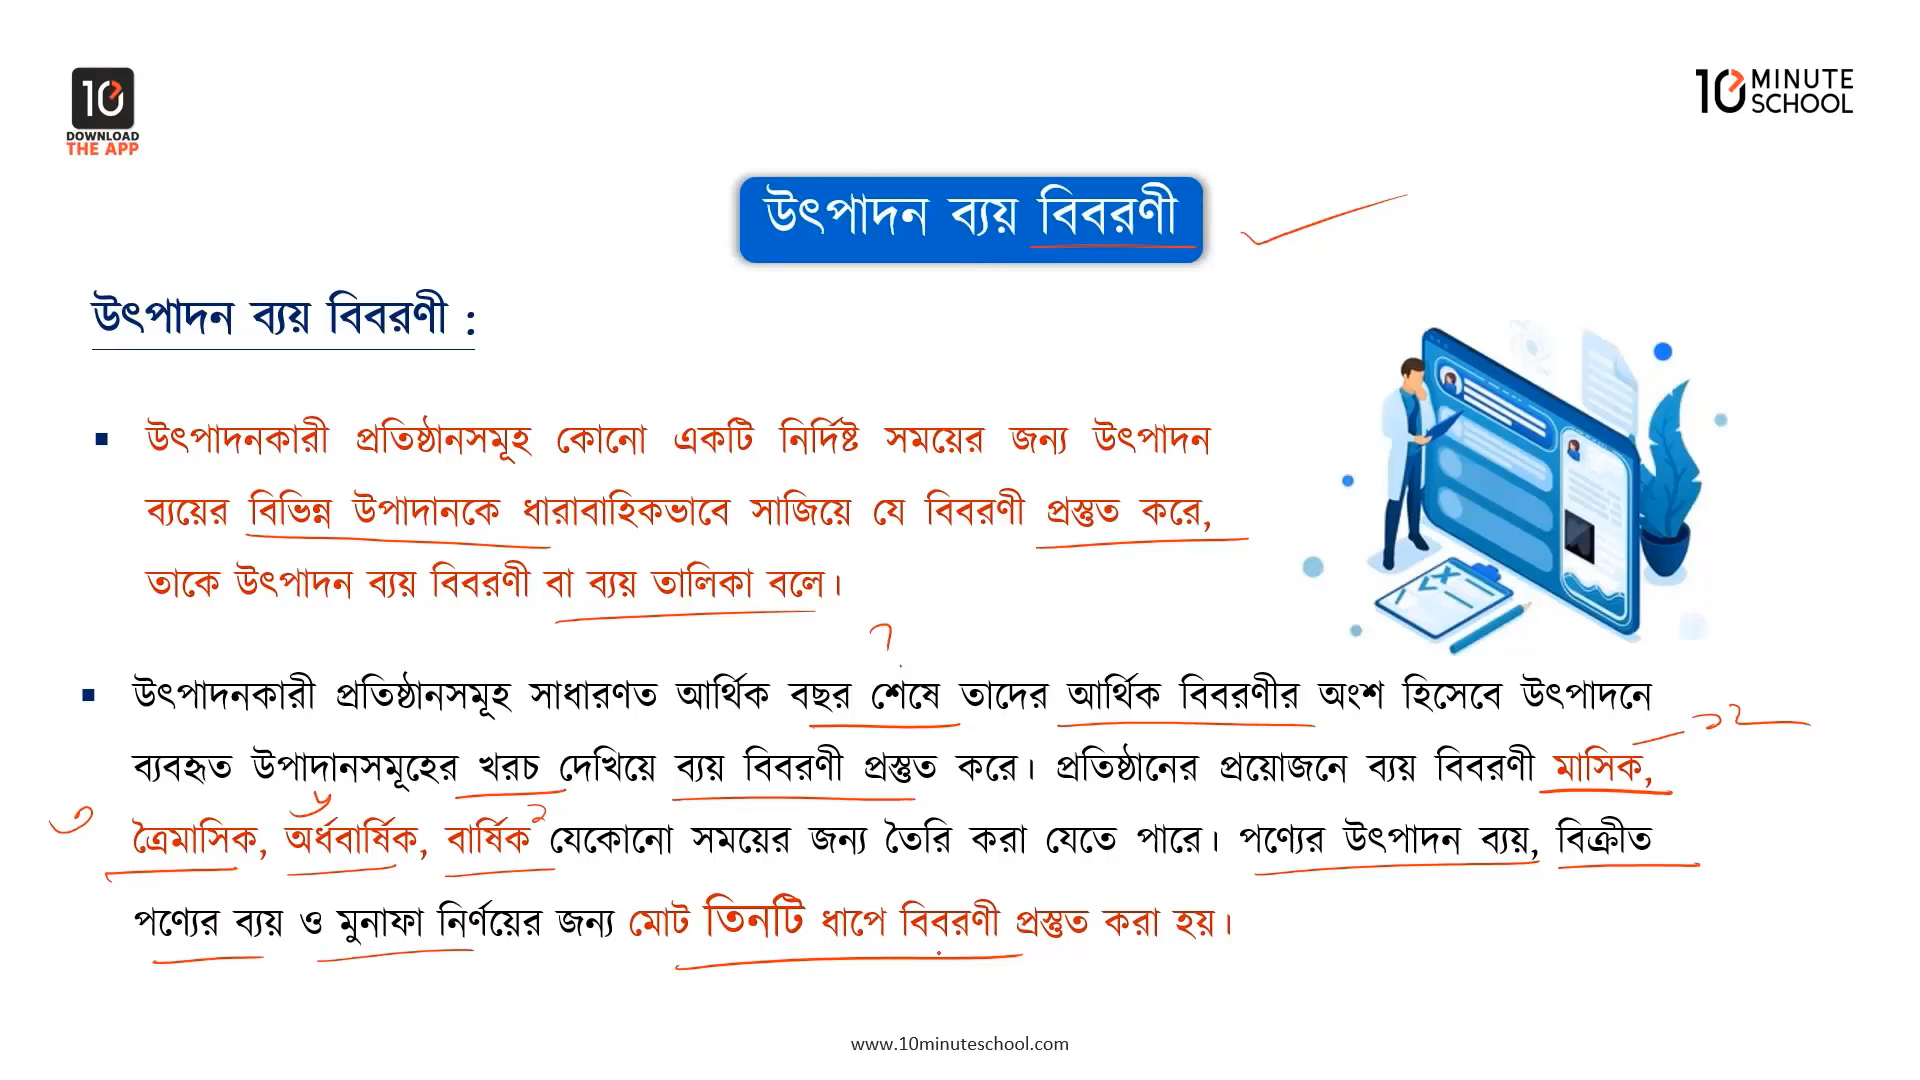 10
DOWNLOAD
THE APP
10 MINUTE
SCHOOL
উৎপাদন ব্যয় বিবরণী
উৎপাদন ব্যয় বিবরণী :
▪ উৎপাদনকারী প্রতিষ্ঠানসমূহ কোনো একটি নির্দিষ্ট সময়ের জন্য উৎপাদন
ব্যয়ের বিভিন্ন উপাদানকে ধারাবাহিকভাবে সাজিয়ে যে বিবরণী প্রস্তুত করে,
তাকে উৎপাদন ব্যয় বিবরণী বা ব্যয় তালিকা বলে।
▪ উৎপাদনকারী প্রতিষ্ঠানসমূহ সাধারণত আর্থিক বছর শেষে তাদের আর্থিক বিবরণীর অংশ হিসেবে উৎপাদনে
ব্যবহৃত উপাদানসমূহের খরচ দেখিয়ে ব্যয় বিবরণী প্রস্তুত করে। প্রতিষ্ঠানের প্রয়োজনে ব্যয় বিবরণী মাসিক,
ত্রৈমাসিক, অর্ধবার্ষিক, বার্ষিক যেকোনো সময়ের জন্য তৈরি করা যেতে পারে। পণ্যের উৎপাদন ব্যয়, বিক্রীত
পণ্যের ব্যয় ও মুনাফা নির্ণয়ের জন্য মোট তিনটি ধাপে বিবরণী প্রস্তুত করা হয়।
www.10minuteschool.com